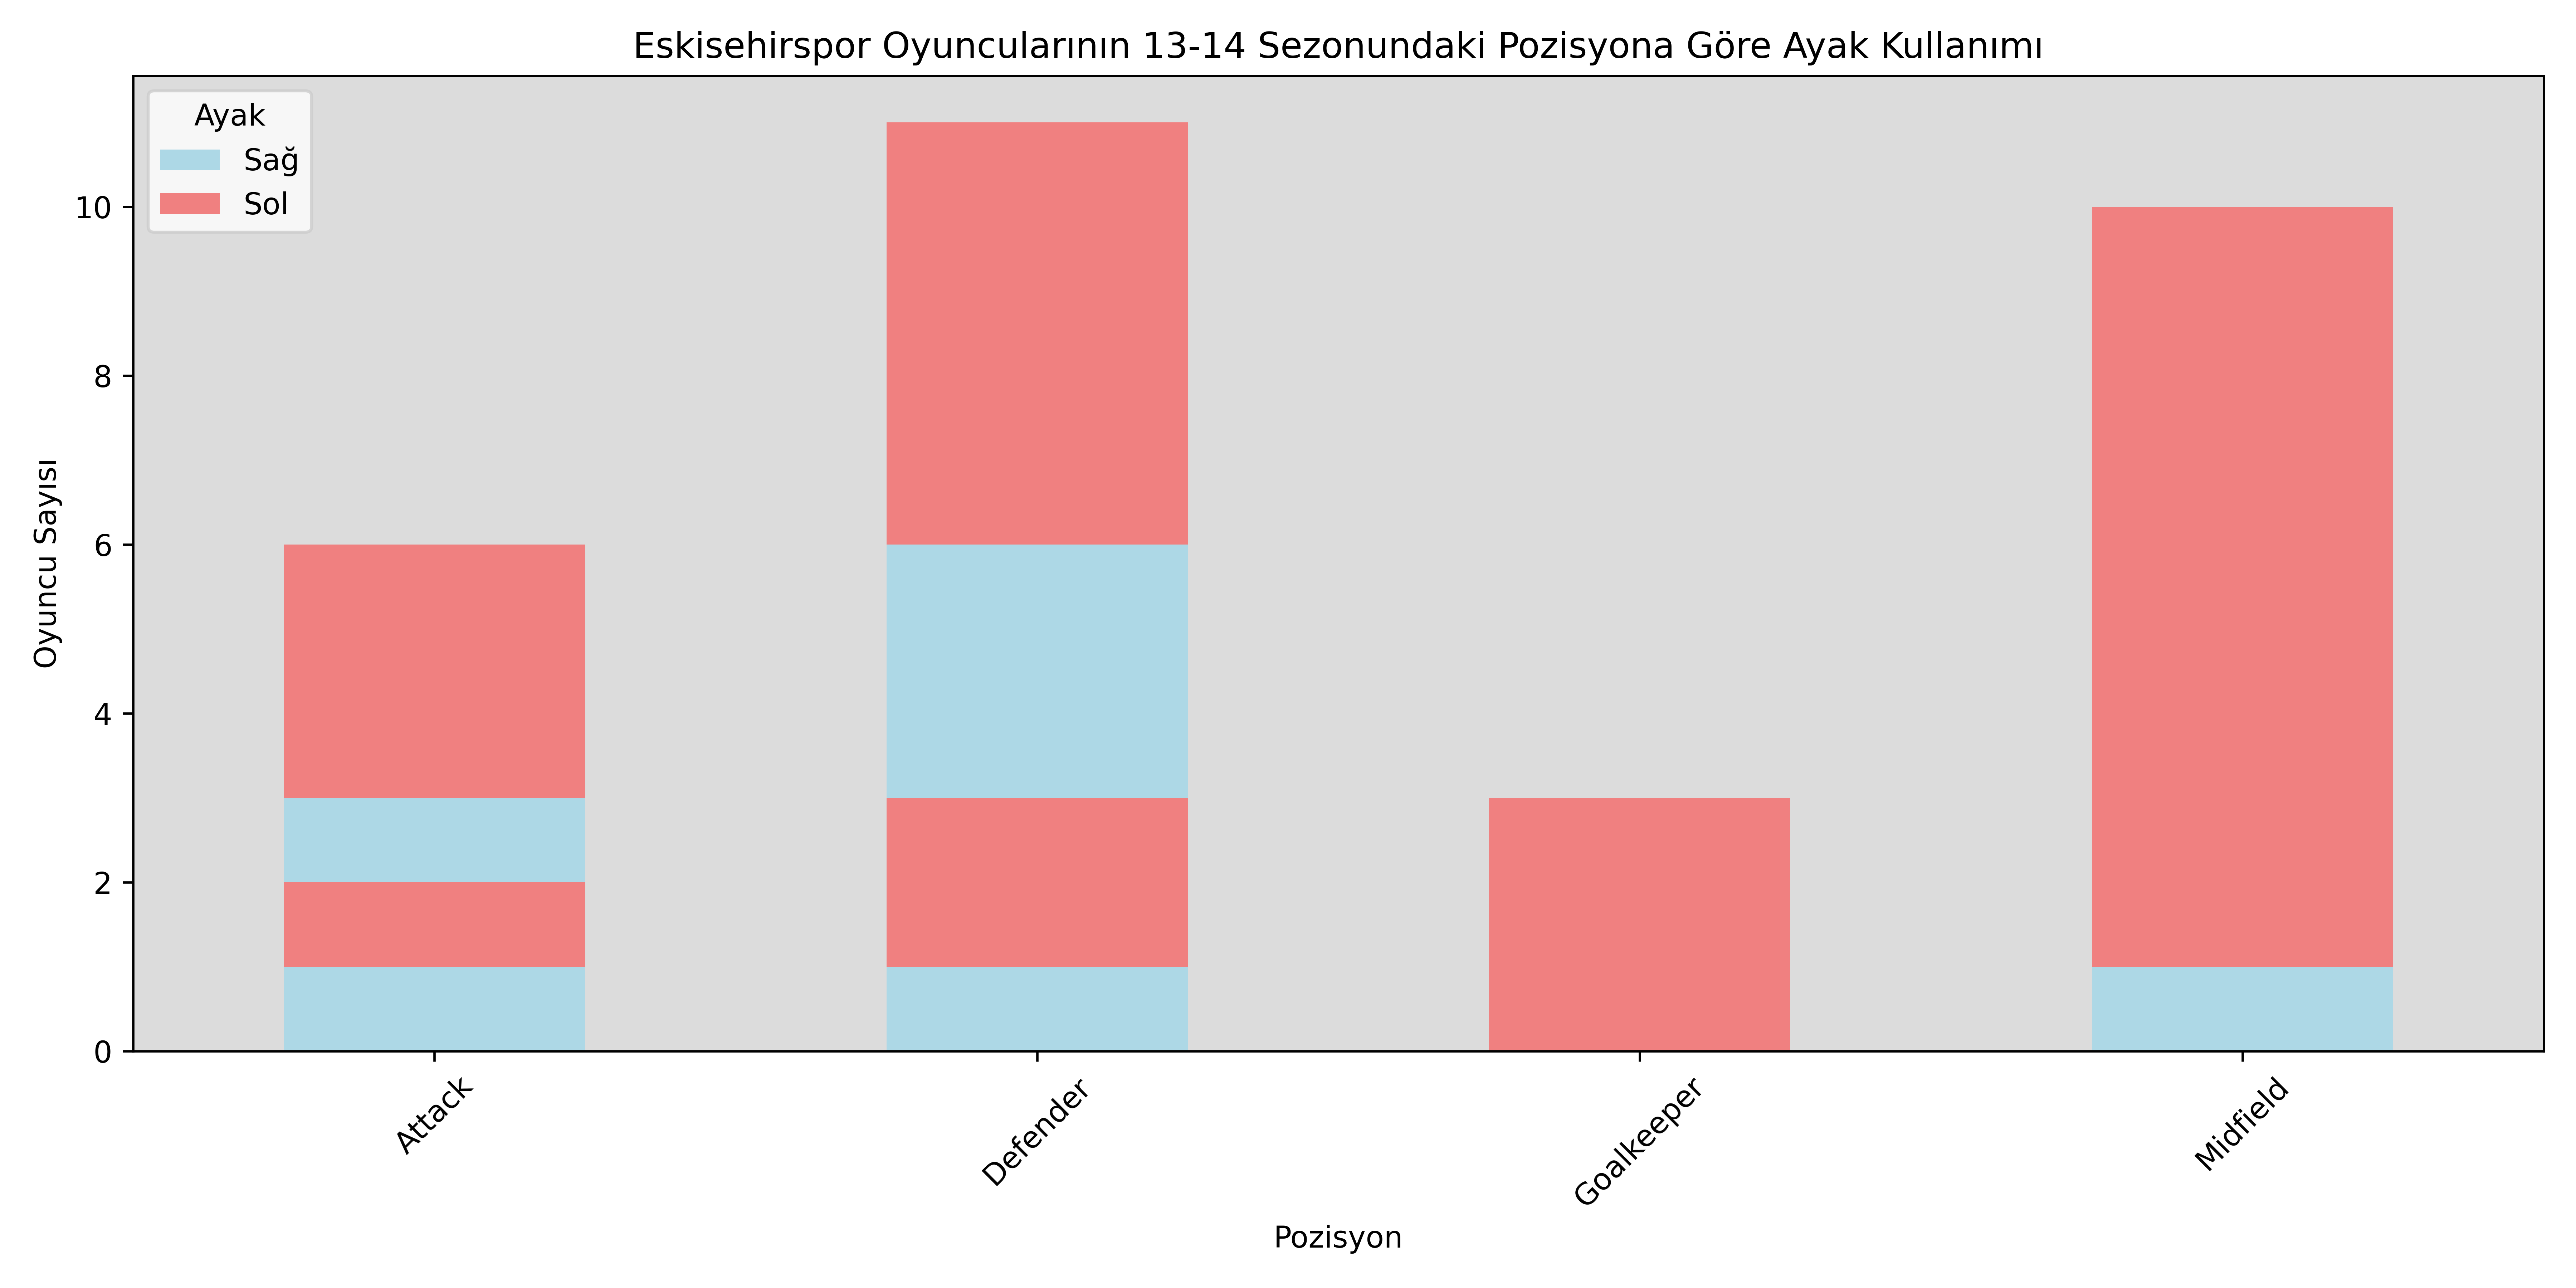 Eskisehirspor Oyuncularının 13-14 Sezonundaki Pozisyona Göre Ayak Kullanımı
Ayak
Sağ
Sol
10
8
6
4
2
0
Oyuncu Sayısı
Attack
Defender
Goalkeeper
Midfield
Pozisyon